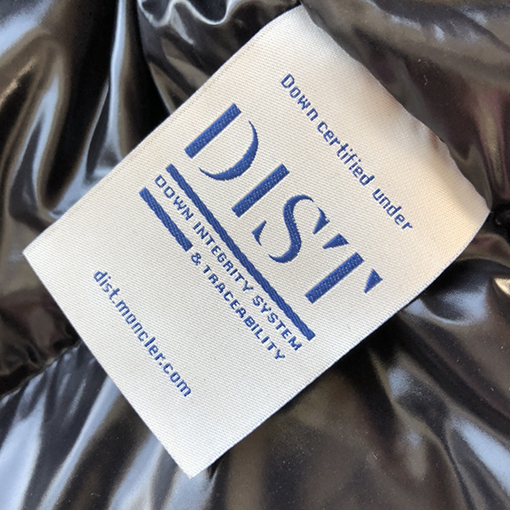 Down certified under
DIST
DOWN INTEGRITY SYSTEM
& TRACEABILITY
dist.moncler.com